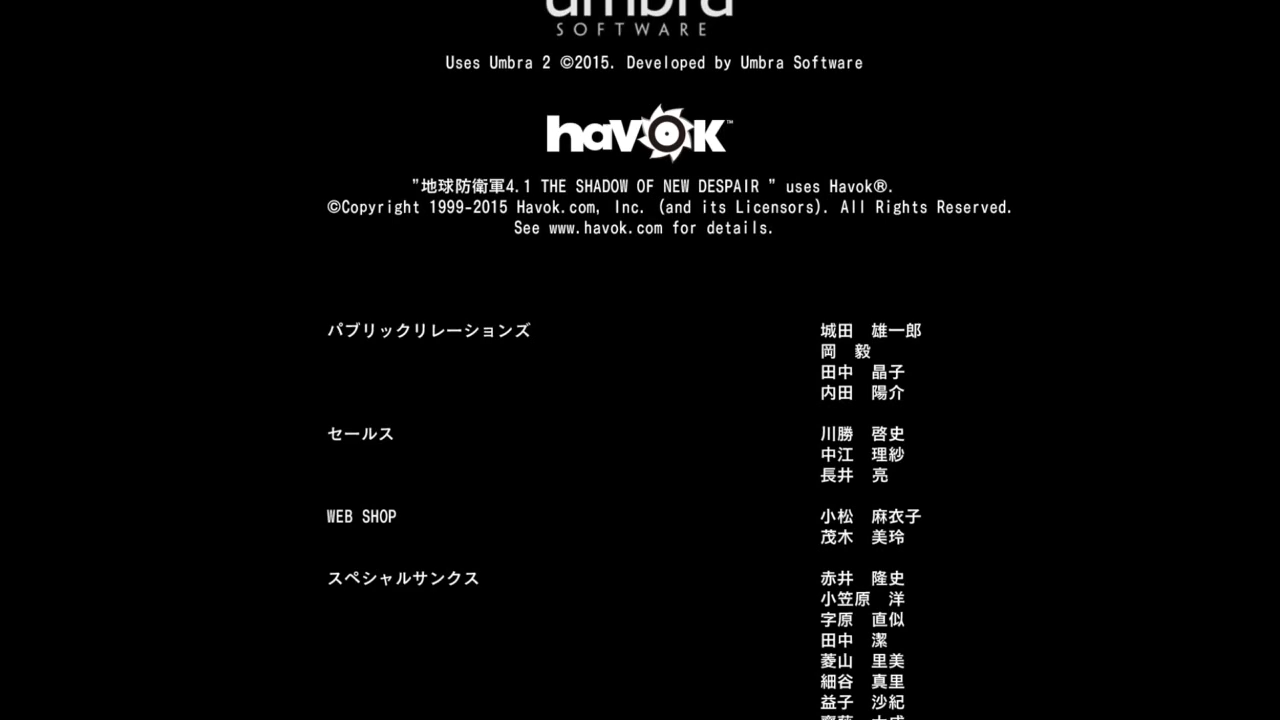 umbra
SOFTWARE
Uses Umbra 2 ©2015. Developed by Umbra Software
havok™
"地球防衛軍4.1 THE SHADOW OF NEW DESPAIR " uses Havok®.
©Copyright 1999-2015 Havok.com, Inc. (and its Licensors). All Rights Reserved.
See www.havok.com for details.
パブリックリレーションズ 城田 雄一郎
岡 毅
田中 晶子
内田 陽介
セールス 川勝 啓史
中江 理紗
長井 亮
WEB SHOP 小松 麻衣子
茂木 美玲
スペシャルサンクス 赤井 隆史
小笠原 洋
字原 直似
田中 潔
菱山 里美
細谷 真里
益子 沙紀